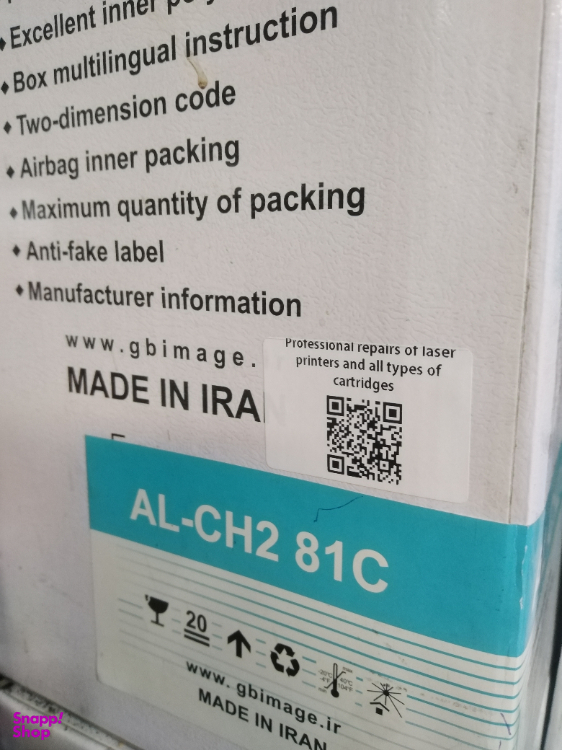 Excellent inner
Box multilingual instruction
Two-dimension code
Airbag inner packing
Maximum quantity of packing
Anti-fake label
Manufacturer information
www.gbimage.
MADE IN IRA
Professional repairs of laser
printers and all types of
cartridges
AL-CH2 81C
20
www.gbimage.ir
MADE IN IRAN
Snapp!
Shop